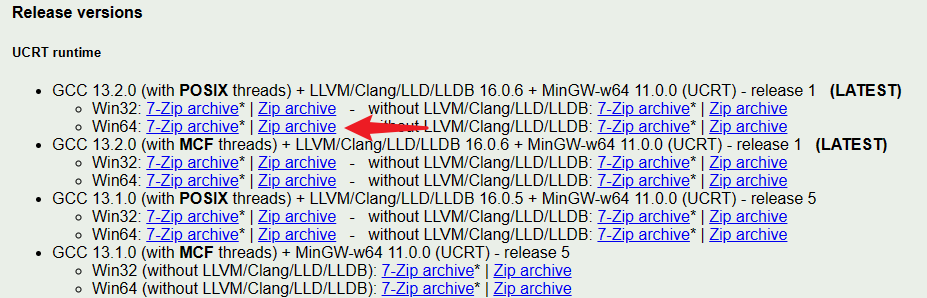 Release versions
UCRT runtime
• GCC 13.2.0 (with POSIX threads) + LLVM/Clang/LLD/LLDB 16.0.6 + MinGW-w64 11.0.0 (UCRT) - release 1 (LATEST)
○ Win32: 7-Zip archive* | Zip archive - without LLVM/Clang/LLD/LLDB: 7-Zip archive* | Zip archive
○ Win64: 7-Zip archive* | Zip archive without LLVM/Clang/LLD/LLDB: 7-Zip archive* | Zip archive
• GCC 13.2.0 (with MCF threads) + LLVM/Clang/LLD/LLDB 16.0.6 + MinGW-w64 11.0.0 (UCRT) - release 1 (LATEST)
○ Win32: 7-Zip archive* | Zip archive - without LLVM/Clang/LLD/LLDB: 7-Zip archive* | Zip archive
○ Win64: 7-Zip archive* | Zip archive - without LLVM/Clang/LLD/LLDB: 7-Zip archive* | Zip archive
• GCC 13.1.0 (with POSIX threads) + LLVM/Clang/LLD/LLDB 16.0.5 + MinGW-w64 11.0.0 (UCRT) - release 5
○ Win32: 7-Zip archive* | Zip archive - without LLVM/Clang/LLD/LLDB: 7-Zip archive* | Zip archive
○ Win64: 7-Zip archive* | Zip archive - without LLVM/Clang/LLD/LLDB: 7-Zip archive* | Zip archive
• GCC 13.1.0 (with MCF threads) + MinGW-w64 11.0.0 (UCRT) - release 5
○ Win32 (without LLVM/Clang/LLD/LLDB): 7-Zip archive* | Zip archive
○ Win64 (without LLVM/Clang/LLD/LLDB): 7-Zip archive* | Zip archive